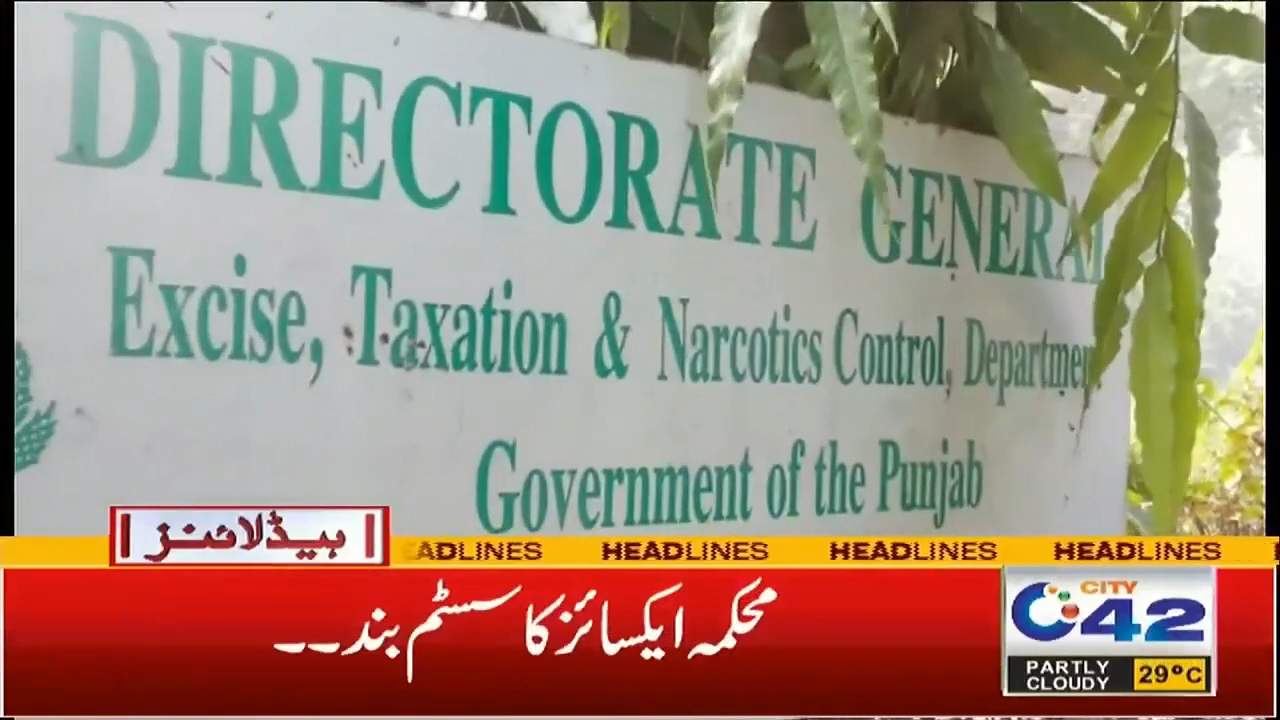 DIRECTORATE GENERAL
Excise, Taxation & Narcotics Control, Department
Government of the Punjab
ہیڈلائنز
ADLINES HEADLINES HEADLINES HEADLINES
محکمہ ایکسائز کا سسٹم بند۔۔
CITY
42
PARTLY
CLOUDY
29°C